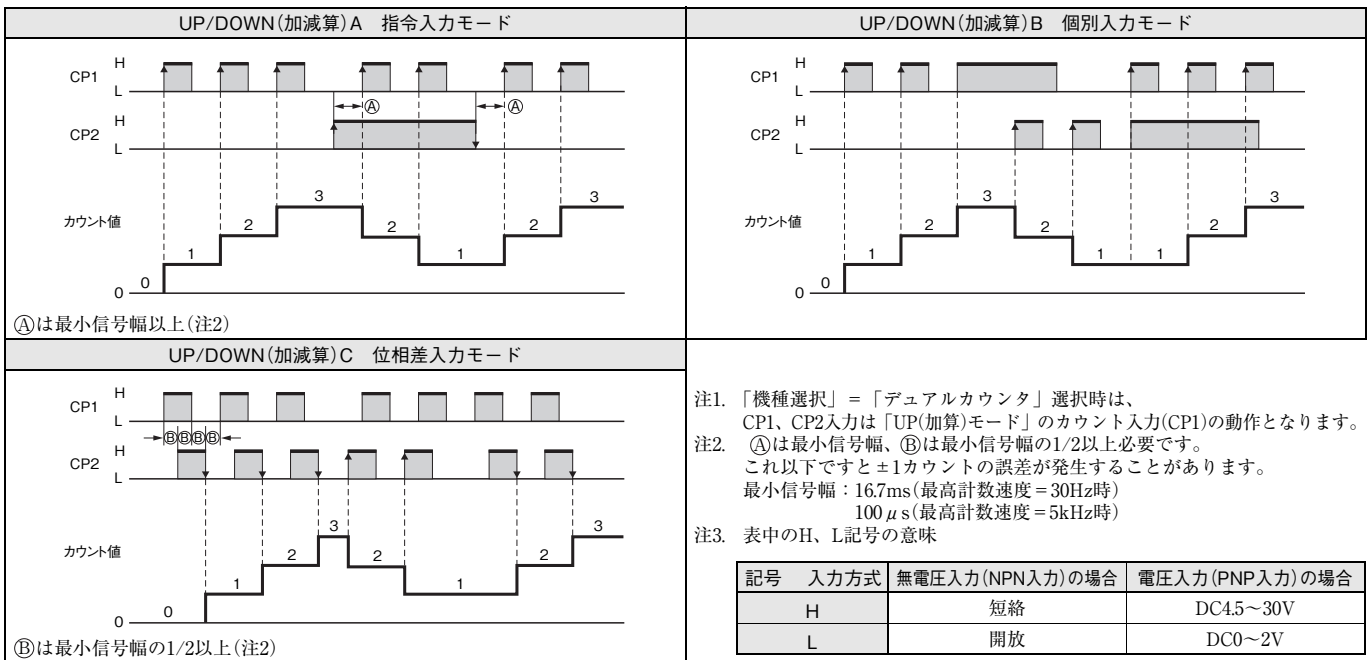 UP/DOWN(加減算)A 指令入力モード
CP1 H
L
Ⓐ Ⓐ
CP2 H
L
カウント値
0 0 1 2 3 2 1 2 3
Ⓐは最小信号幅以上(注2)
UP/DOWN(加減算)B 個別入力モード
CP1 H
L
CP2 H
L
カウント値
0 0 1 2 3 2 1 1 2 3
UP/DOWN(加減算)C 位相差入力モード
CP1 H
L
ⒷⒷⒷⒷ
CP2 H
L
カウント値
0 0 1 2 3 2 1 2 3
Ⓑは最小信号幅の1/2以上(注2)
注1. 「機種選択」=「デュアルカウンタ」選択時は、
CP1、CP2入力は「UP(加算)モード」のカウント入力(CP1)の動作となります。
注2. Ⓐは最小信号幅、Ⓑは最小信号幅の1/2以上必要です。
これ以下ですと±1カウントの誤差が発生することがあります。
最小信号幅：16.7ms(最高計数速度=30Hz時)
100μs(最高計数速度=5kHz時)
注3. 表中のH、L記号の意味
記号 入力方式 無電圧入力(NPN入力)の場合 電圧入力(PNP入力)の場合
H 短絡 DC4.5〜30V
L 開放 DC0〜2V